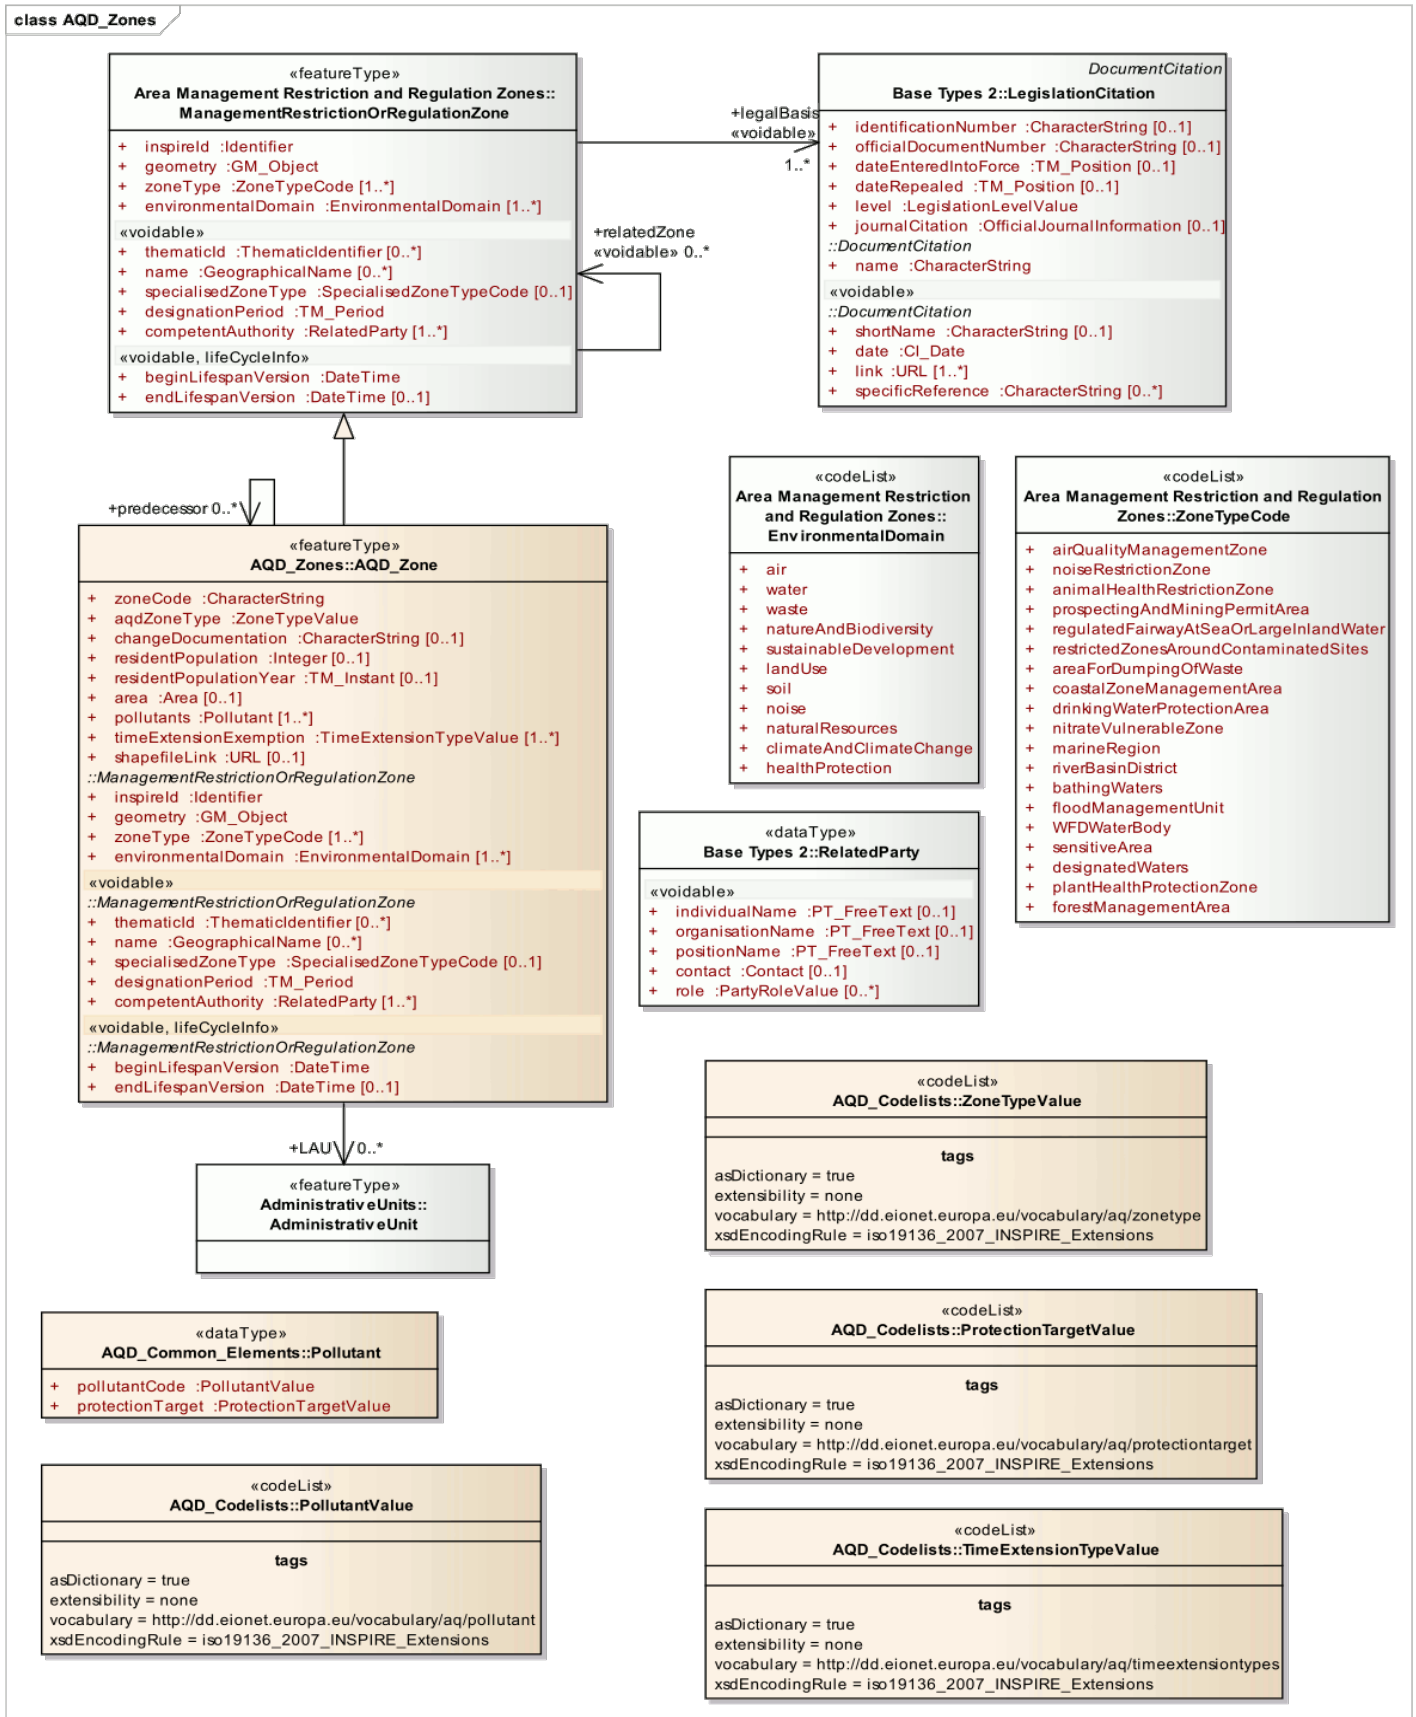 class AQD_Zones
«featureType»
Area Management Restriction and Regulation Zones::
ManagementRestrictionOrRegulationZone
+ inspireId :Identifier
+ geometry :GM_Object
+ zoneType :ZoneTypeCode [1..*]
+ environmentalDomain :EnvironmentalDomain [1..*]
«voidable»
+ thematicId :ThematicIdentifier [0..*]
+ name :GeographicalName [0..*]
+ specialisedZoneType :SpecialisedZoneTypeCode [0..1]
+ designationPeriod :TM_Period
+ competentAuthority :RelatedParty [1..*]
«voidable, lifeCycleInfo»
+ beginLifespanVersion :DateTime
+ endLifespanVersion :DateTime [0..1]
+legalBasis
«voidable»
1..*
+relatedZone
«voidable» 0..*
DocumentCitation
Base Types 2::LegislationCitation
+ identificationNumber :CharacterString [0..1]
+ officialDocumentNumber :CharacterString [0..1]
+ dateEnteredIntoForce :TM_Position [0..1]
+ dateRepealed :TM_Position [0..1]
+ level :LegislationLevelValue
+ journalCitation :OfficialJournalInformation [0..1]
::DocumentCitation
+ name :CharacterString
«voidable»
::DocumentCitation
+ shortName :CharacterString [0..1]
+ date :CI_Date
+ link :URL [1..*]
+ specificReference :CharacterString [0..*]
+predecessor 0..*
«featureType»
AQD_Zones::AQD_Zone
+ zoneCode :CharacterString
+ aqdZoneType :ZoneTypeValue
+ changeDocumentation :CharacterString [0..1]
+ residentPopulation :Integer [0..1]
+ residentPopulationYear :TM_Instant [0..1]
+ area :Area [0..1]
+ pollutants :Pollutant [1..*]
+ timeExtensionExemption :TimeExtensionTypeValue [1..*]
+ shapefileLink :URL [0..1]
::ManagementRestrictionOrRegulationZone
+ inspireId :Identifier
+ geometry :GM_Object
+ zoneType :ZoneTypeCode [1..*]
+ environmentalDomain :EnvironmentalDomain [1..*]
«voidable»
::ManagementRestrictionOrRegulationZone
+ thematicId :ThematicIdentifier [0..*]
+ name :GeographicalName [0..*]
+ specialisedZoneType :SpecialisedZoneTypeCode [0..1]
+ designationPeriod :TM_Period
+ competentAuthority :RelatedParty [1..*]
«voidable, lifeCycleInfo»
::ManagementRestrictionOrRegulationZone
+ beginLifespanVersion :DateTime
+ endLifespanVersion :DateTime [0..1]
«codeList»
Area Management Restriction
and Regulation Zones::
EnvironmentalDomain
+ air
+ water
+ waste
+ natureAndBiodiversity
+ sustainableDevelopment
+ landUse
+ soil
+ noise
+ naturalResources
+ climateAndClimateChange
+ healthProtection
«codeList»
Area Management Restriction and Regulation
Zones::ZoneTypeCode
+ airQualityManagementZone
+ noiseRestrictionZone
+ animalHealthRestrictionZone
+ prospectingAndMiningPermitArea
+ regulatedFairwayAtSeaOrLargeInlandWater
+ restrictedZonesAroundContaminatedSites
+ areaForDumpingOfWaste
+ coastalZoneManagementArea
+ drinkingWaterProtectionArea
+ nitrateVulnerableZone
+ marineRegion
+ riverBasinDistrict
+ bathingWaters
+ floodManagementUnit
+ WFDWaterBody
+ sensitiveArea
+ designatedWaters
+ plantHealthProtectionZone
+ forestManagementArea
«dataType»
Base Types 2::RelatedParty
«voidable»
+ individualName :PT_FreeText [0..1]
+ organisationName :PT_FreeText [0..1]
+ positionName :PT_FreeText [0..1]
+ contact :Contact [0..1]
+ role :PartyRoleValue [0..*]
+LAU 0..*
«featureType»
AdministrativeUnits::
AdministrativeUnit
«codeList»
AQD_Codelists::ZoneTypeValue
tags
asDictionary = true
extensibility = none
vocabulary = http://dd.eionet.europa.eu/vocabulary/aq/zonetype
xsdEncodingRule = iso19136_2007_INSPIRE_Extensions
«dataType»
AQD_Common_Elements::Pollutant
+ pollutantCode :PollutantValue
+ protectionTarget :ProtectionTargetValue
«codeList»
AQD_Codelists::ProtectionTargetValue
tags
asDictionary = true
extensibility = none
vocabulary = http://dd.eionet.europa.eu/vocabulary/aq/protectiontarget
xsdEncodingRule = iso19136_2007_INSPIRE_Extensions
«codeList»
AQD_Codelists::PollutantValue
tags
asDictionary = true
extensibility = none
vocabulary = http://dd.eionet.europa.eu/vocabulary/aq/pollutant
xsdEncodingRule = iso19136_2007_INSPIRE_Extensions
«codeList»
AQD_Codelists::TimeExtensionTypeValue
tags
asDictionary = true
extensibility = none
vocabulary = http://dd.eionet.europa.eu/vocabulary/aq/timeextensiontypes
xsdEncodingRule = iso19136_2007_INSPIRE_Extensions